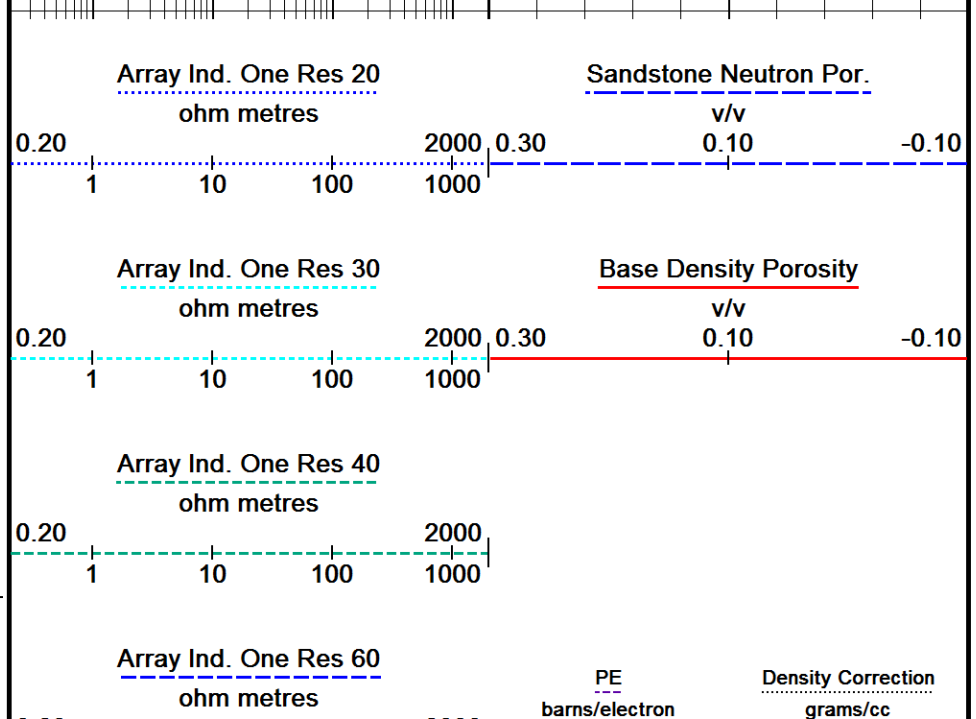 Array Ind. One Res 20
ohm metres
0.20 2000
1 10 100 1000
Sandstone Neutron Por.
v/v
0.30 0.10 -0.10
Array Ind. One Res 30
ohm metres
0.20 2000
1 10 100 1000
Base Density Porosity
v/v
0.30 0.10 -0.10
Array Ind. One Res 40
ohm metres
0.20 2000
1 10 100 1000
Array Ind. One Res 60
ohm metres
PE
barns/electron
Density Correction
grams/cc